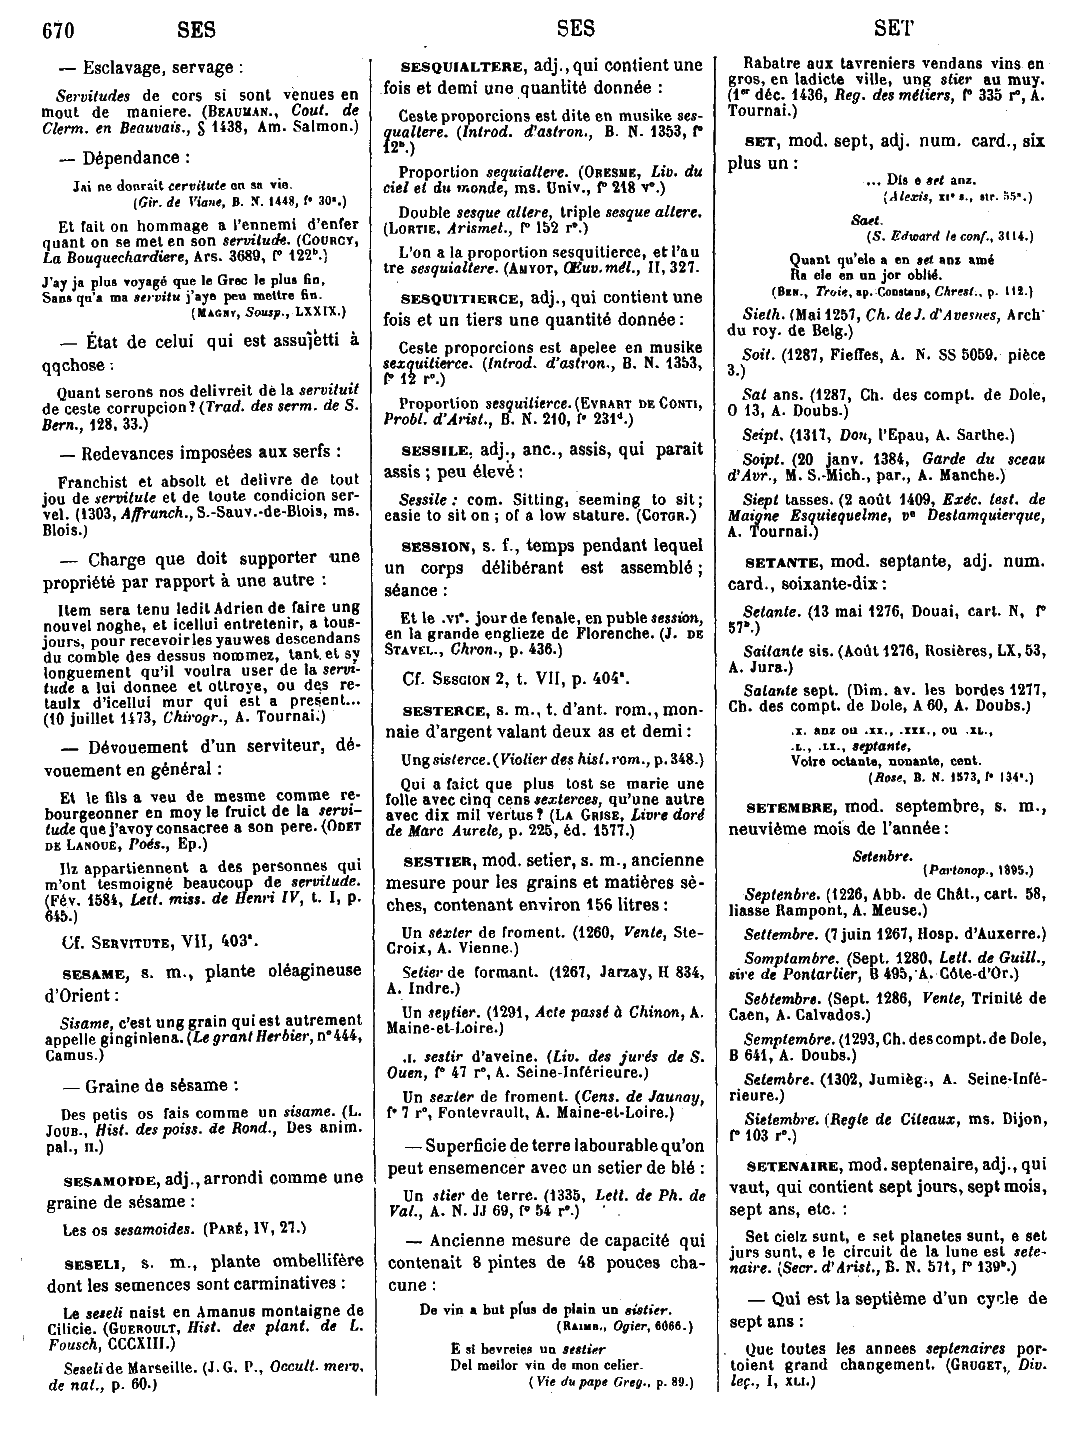 670 SES SES SET
— Esclavage, servage :
Servitudes de cors si sont venues en
mout de maniere. (BEAUMAN., Cout. de
Clerm. en Beauvais., § 1438, Am. Salmon.)
— Dépendance :
Jai ne donrait cervitute on sa vie.
(Gir. de Viane, B. N. 1448, f° 30ª.)
Et fait on hommage a l'ennemi d'enfer
quant on se met en son servitude. (COURCY,
La Bouquechardiere, Ars. 3689, f° 122ᵇ.)
J'ay ja plus voyagé que le Grec le plus fin,
Sans qu'a ma servitu j'aye peu mettre fin.
(MAGNY, Sousp., LXXIX.)
— État de celui qui est assujetti à
qqchose :
Quant serons nos delivreit de la servituit
de ceste corrupcion ? (Trad. des serm. de S.
Bern., 128, 33.)
— Redevances imposées aux serfs :
Franchist et absolt et delivre de tout
jou de servitute et de toute condicion ser-
vel. (1303, Affranch., S.-Sauv.-de-Blois, ms.
Blois.)
— Charge que doit supporter une
propriété par rapport à une autre :
Item sera tenu ledit Adrien de faire ung
nouvel noghe, et icellui entretenir, a tous-
jours, pour recevoir les yauwes descendans
du comble des dessus nommez, tant et sy
longuement qu'il voulra user de la servi-
tude a lui donnee et ottroye, ou des re-
taulx d'icellui mur qui est a present...
(10 juillet 1473, Chirogr., A. Tournai.)
— Dévouement d'un serviteur, dé-
vouement en général :
Et le fils a veu de mesme comme re-
bourgeonner en moy le fruict de la servi-
tude que j'avoy consacree a son pere. (ODET
DE LANOUE, Poés., Ep.)
Ilz appartiennent a des personnes qui
m'ont tesmoigné beaucoup de servitude.
(Fév. 1584, Lett. miss. de Henri IV, t. I, p.
645.)
Cf. SERVITUTE, VII, 403ª.
SESAME, s. m., plante oléagineuse
d'Orient :
Sisame, c'est ung grain qui est autrement
appelle ginginlena. (Le grant Herbier, n° 444,
Camus.)
— Graine de sésame :
Des petis os fais comme un sisame. (L.
JOUB., Hist. des poiss. de Rond., Des anim.
pal., II.)
SESAMOIDE, adj., arrondi comme une
graine de sésame :
Les os sesamoides. (PARÉ, IV, 27.)
SESELI, s. m., plante ombellifère
dont les semences sont carminatives :
Le seseli naist en Amanus montaigne de
Cilicie. (GUEROULT, Hist. des plant. de L.
Fousch, CCCXIII.)
Seseli de Marseille. (J. G. P., Occult. merv.
de nat., p. 60.)
SESQUIALTERE, adj., qui contient une
fois et demi une quantité donnée :
Ceste proporcions est dite en musike ses-
qualtere. (Introd. d'astron., B. N. 1353, f°
12ᵇ.)
Proportion sequialtere. (ORESME, Liv. du
ciel et du monde, ms. Univ., f° 218 v°.)
Double sesque altere, triple sesque altere.
(LORTIE, Arismet., f° 152 r°.)
L'on a la proportion sesquitierce, et l'au
tre sesquialtere. (AMYOT, Œuv. mél., II, 327.
SESQUITIERCE, adj., qui contient une
fois et un tiers une quantité donnée :
Ceste proporcions est apelee en musike
sexquitierce. (Introd. d'astron., B. N. 1353,
f° 12 r°.)
Proportion sesquitierce. (EVRART DE CONTI,
Probl. d'Arist., B. N. 210, f° 231ᵈ.)
SESSILE, adj., anc., assis, qui parait
assis ; peu élevé :
Sessile : com. Sitting, seeming to sit ;
easie to sit on ; of a low stature. (COTGR.)
SESSION, s. f., temps pendant lequel
un corps délibérant est assemblé ;
séance :
Et le .VIᵉ. jour de fenale, en puble session,
en la grande englieze de Florenche. (J. DE
STAVEL., Chron., p. 436.)
Cf. SESCION 2, t. VII, p. 404ª.
SESTERCE, s. m., t. d'ant. rom., mon-
naie d'argent valant deux as et demi :
Ung sisterce. (Violier des hist. rom., p. 348.)
Qui a faict que plus tost se marie une
folle avec cinq cens sexterces, qu'une autre
avec dix mil vertus ? (LA GRISE, Livre doré
de Marc Aurele, p. 225, éd. 1577.)
SESTIER, mod. setier, s. m., ancienne
mesure pour les grains et matières sè-
ches, contenant environ 156 litres :
Un sexter de froment. (1260, Vente, Ste-
Croix, A. Vienne.)
Setier de formant. (1267, Jarzay, H 834,
A. Indre.)
Un septier. (1291, Acte passé à Chinon, A.
Maine-et-Loire.)
.I. sestir d'aveine. (Liv. des jurés de S.
Ouen, f° 47 r°, A. Seine-Inférieure.)
Un sexler de froment. (Cens. de Jaunay,
f° 7 r°, Fontevrault, A. Maine-et-Loire.)
— Superficie de terre labourable qu'on
peut ensemencer avec un setier de blé :
Un stier de terre. (1335, Lett. de Ph. de
Val., A. N. JJ 69, f° 54 r°.)
— Ancienne mesure de capacité qui
contenait 8 pintes de 48 pouces cha-
cune :
De vin a but plus de plain un sistier.
(RAIMB., Ogier, 6066.)
E si bevreies un sestier
Del meilor vin de mon celier.
(Vie du pape Greg., p. 89.)
Rabatre aux tavreniers vendans vins en
gros, en ladicte ville, ung stier au muy.
(1ᵉʳ déc. 1436, Reg. des métiers, f° 335 r°, A.
Tournai.)
SET, mod. sept, adj. num. card., six
plus un :
... Dis e set anz.
(Alexis, XIᵉ s., str. 55ª.)
Saet.
(S. Edward le conf., 3114.)
Quant qu'ele a en set anz amé
Ra ele en un jor oblié.
(BEN., Troie, ap. Constans, Chrest., p. 112.)
Sieth. (Mai 1257, Ch. de J. d'Avesnes, Arch
du roy. de Belg.)
Soit. (1287, Fieffes, A. N. SS 5059, pièce
3.)
Sat ans. (1287, Ch. des compt. de Dole,
O 13, A. Doubs.)
Seipt. (1317, Don, l'Epau, A. Sarthe.)
Soipt. (20 janv. 1384, Garde du sceau
d'Avr., M. S.-Mich., par., A. Manche.)
Siept tasses. (2 août 1409, Exéc. test. de
Maigne Esquiequelme, vᵉ Destamquierque,
A. Tournai.)
SETANTE, mod. septante, adj. num.
card., soixante-dix :
Setante. (13 mai 1276, Douai, cart. N, f°
57ᵇ.)
Saitante sis. (Août 1276, Rosières, LX, 53,
A. Jura.)
Satante sept. (Dim. av. les bordes 1277,
Ch. des compt. de Dole, A 60, A. Doubs.)
.X. anz ou .XX., .XXX., ou .XL.,
.L., .LX., septante,
Voire octante, nonante, cent.
(Rose, B. N. 1573, f° 134ª.)
SETEMBRE, mod. septembre, s. m.,
neuvième mois de l'année :
Setenbre.
(Partonop., 1895.)
Septenbre. (1226, Abb. de Chât., cart. 58,
liasse Rampont, A. Meuse.)
Settembre. (7 juin 1267, Hosp. d'Auxerre.)
Somptambre. (Sept. 1280, Lett. de Guill.,
sire de Pontarlier, B 495, A. Côte-d'Or.)
Sebtembre. (Sept. 1286, Vente, Trinité de
Caen, A. Calvados.)
Semptembre. (1293, Ch. des compt. de Dole,
B 641, A. Doubs.)
Setembre. (1302, Jumièg., A. Seine-Infé-
rieure.)
Sietembre. (Regle de Citeaux, ms. Dijon,
f° 103 r°.)
SETENAIRE, mod. septenaire, adj., qui
vaut, qui contient sept jours, sept mois,
sept ans, etc. :
Set cielz sunt, e set planetes sunt, e set
jurs sunt, e le circuit de la lune est sete-
naire. (Secr. d'Arist., B. N. 571, f° 139ᵇ.)
— Qui est la septième d'un cycle de
sept ans :
Que toutes les annees septenaires por-
toient grand changement. (GRUGET, Div.
leç., I, XLI.)